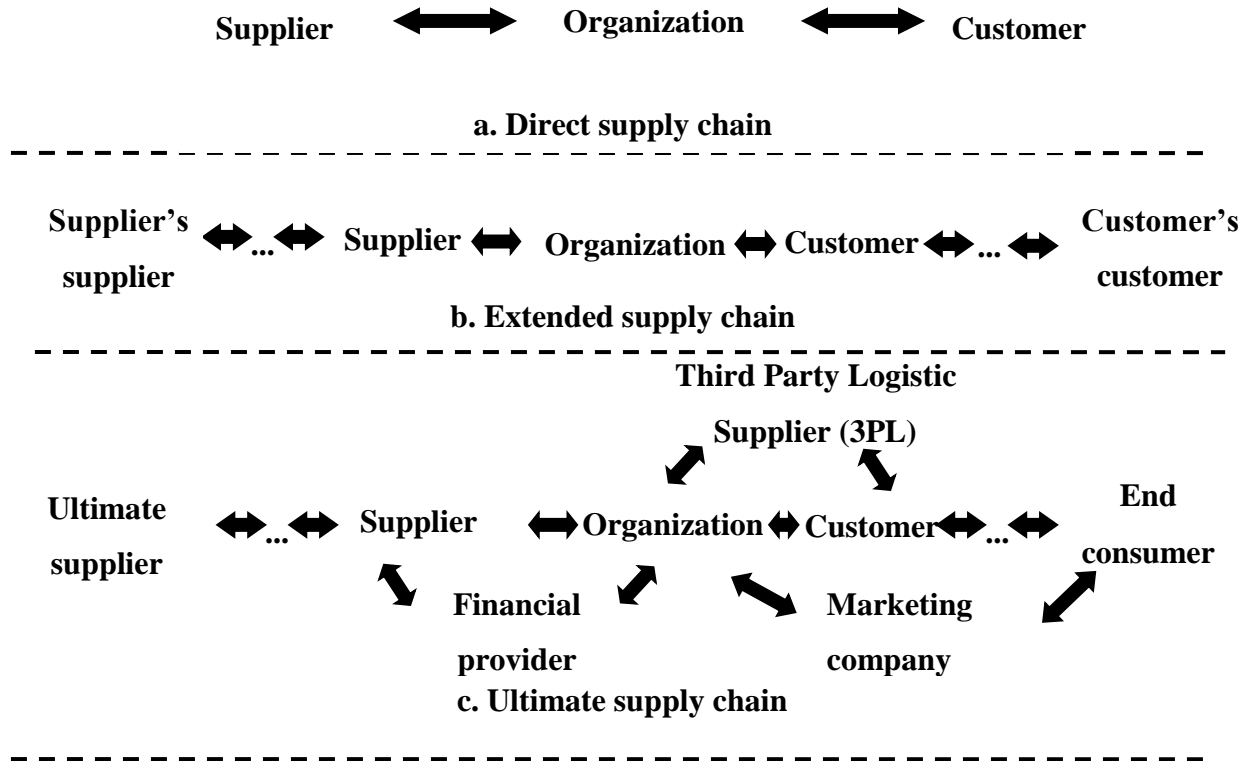 Supplier Organization Customer
a. Direct supply chain
Supplier's
supplier
... Supplier Organization Customer ...
Customer's
customer
b. Extended supply chain
Third Party Logistic
Supplier (3PL)
Ultimate
supplier
... Supplier Organization Customer ...
End
consumer
Financial
provider
Marketing
company
c. Ultimate supply chain